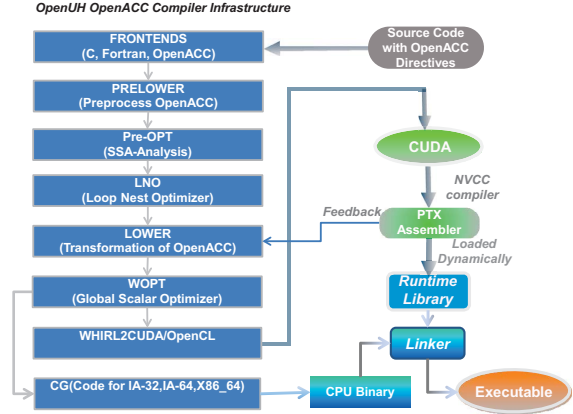 OpenUH OpenACC Compiler Infrastructure
FRONTENDS
(C, Fortran, OpenACC)
Source Code
with OpenACC
Directives
PRELOWER
(Preprocess OpenACC)
Pre-OPT
(SSA-Analysis)
CUDA
LNO
(Loop Nest Optimizer)
NVCC
compiler
Feedback
PTX
Assembler
LOWER
(Transformation of OpenACC)
Loaded
Dynamically
WOPT
(Global Scalar Optimizer)
Runtime
Library
WHIRL2CUDA/OpenCL
Linker
CG(Code for IA-32,IA-64,X86_64)
CPU Binary
Executable